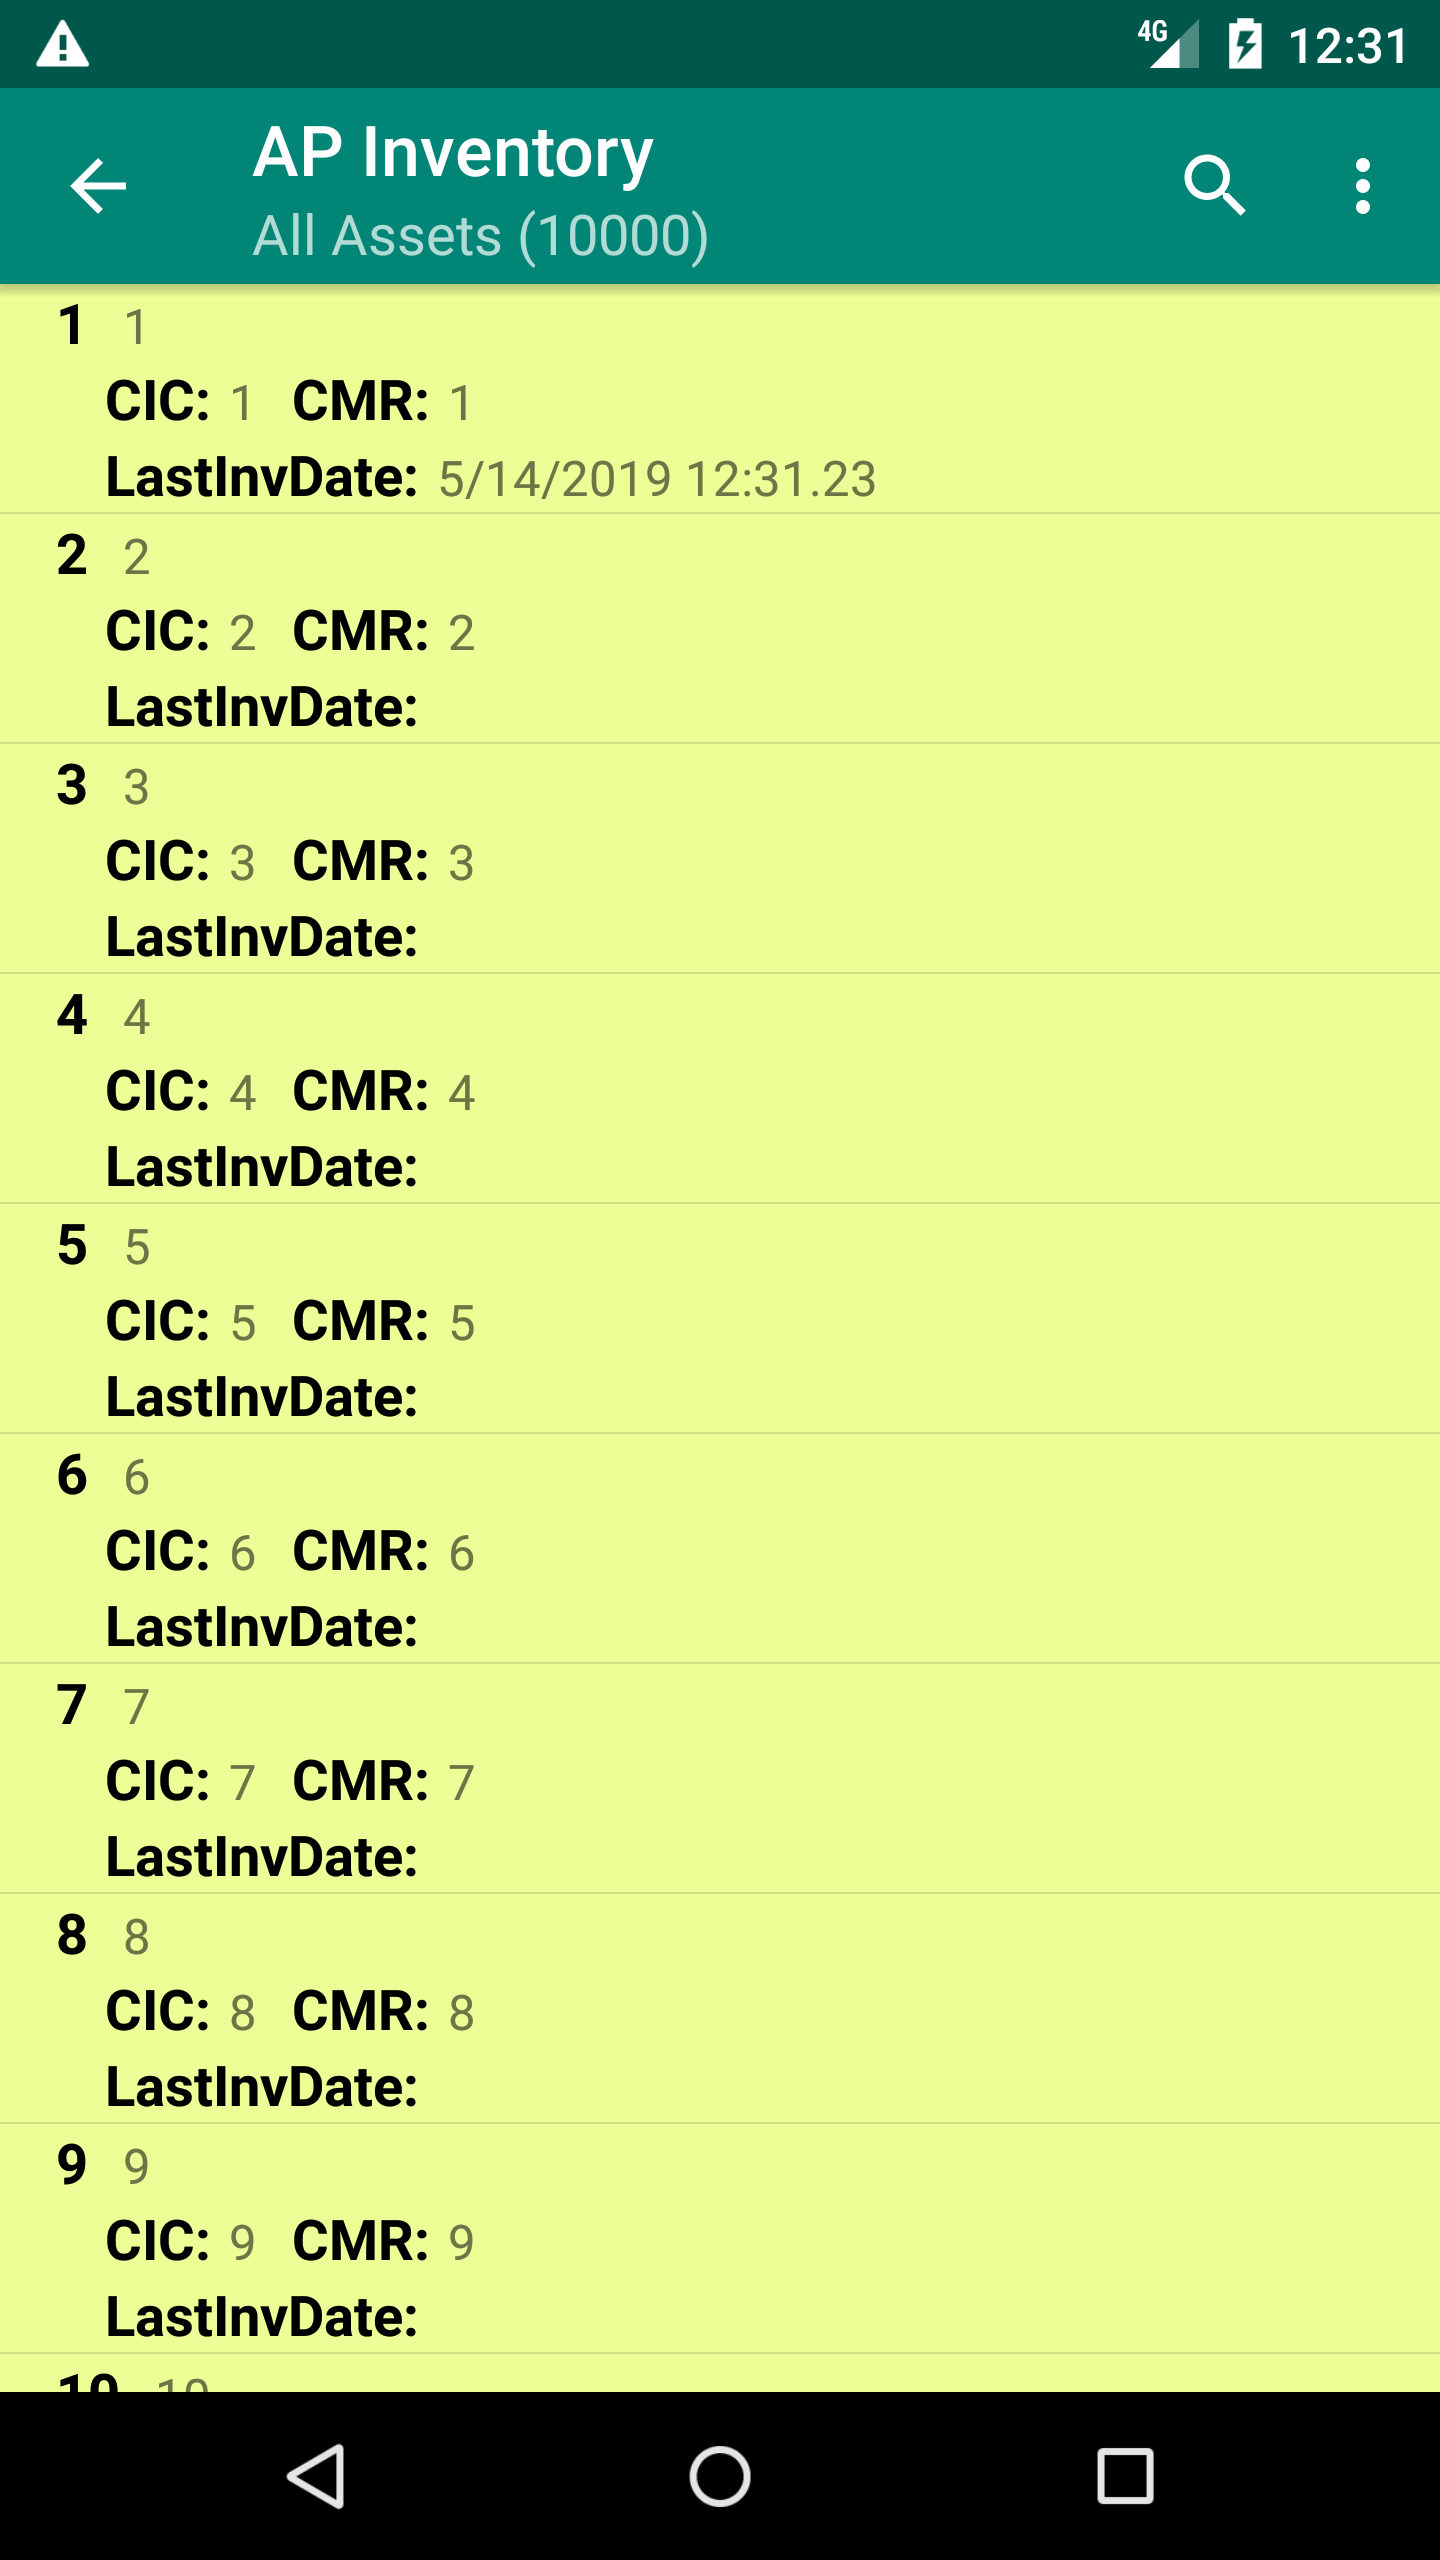 4G 12:31
AP Inventory
All Assets (10000)
1 1
CIC: 1 CMR: 1
LastInvDate: 5/14/2019 12:31.23
2 2
CIC: 2 CMR: 2
LastInvDate:
3 3
CIC: 3 CMR: 3
LastInvDate:
4 4
CIC: 4 CMR: 4
LastInvDate:
5 5
CIC: 5 CMR: 5
LastInvDate:
6 6
CIC: 6 CMR: 6
LastInvDate:
7 7
CIC: 7 CMR: 7
LastInvDate:
8 8
CIC: 8 CMR: 8
LastInvDate:
9 9
CIC: 9 CMR: 9
LastInvDate:
10 10